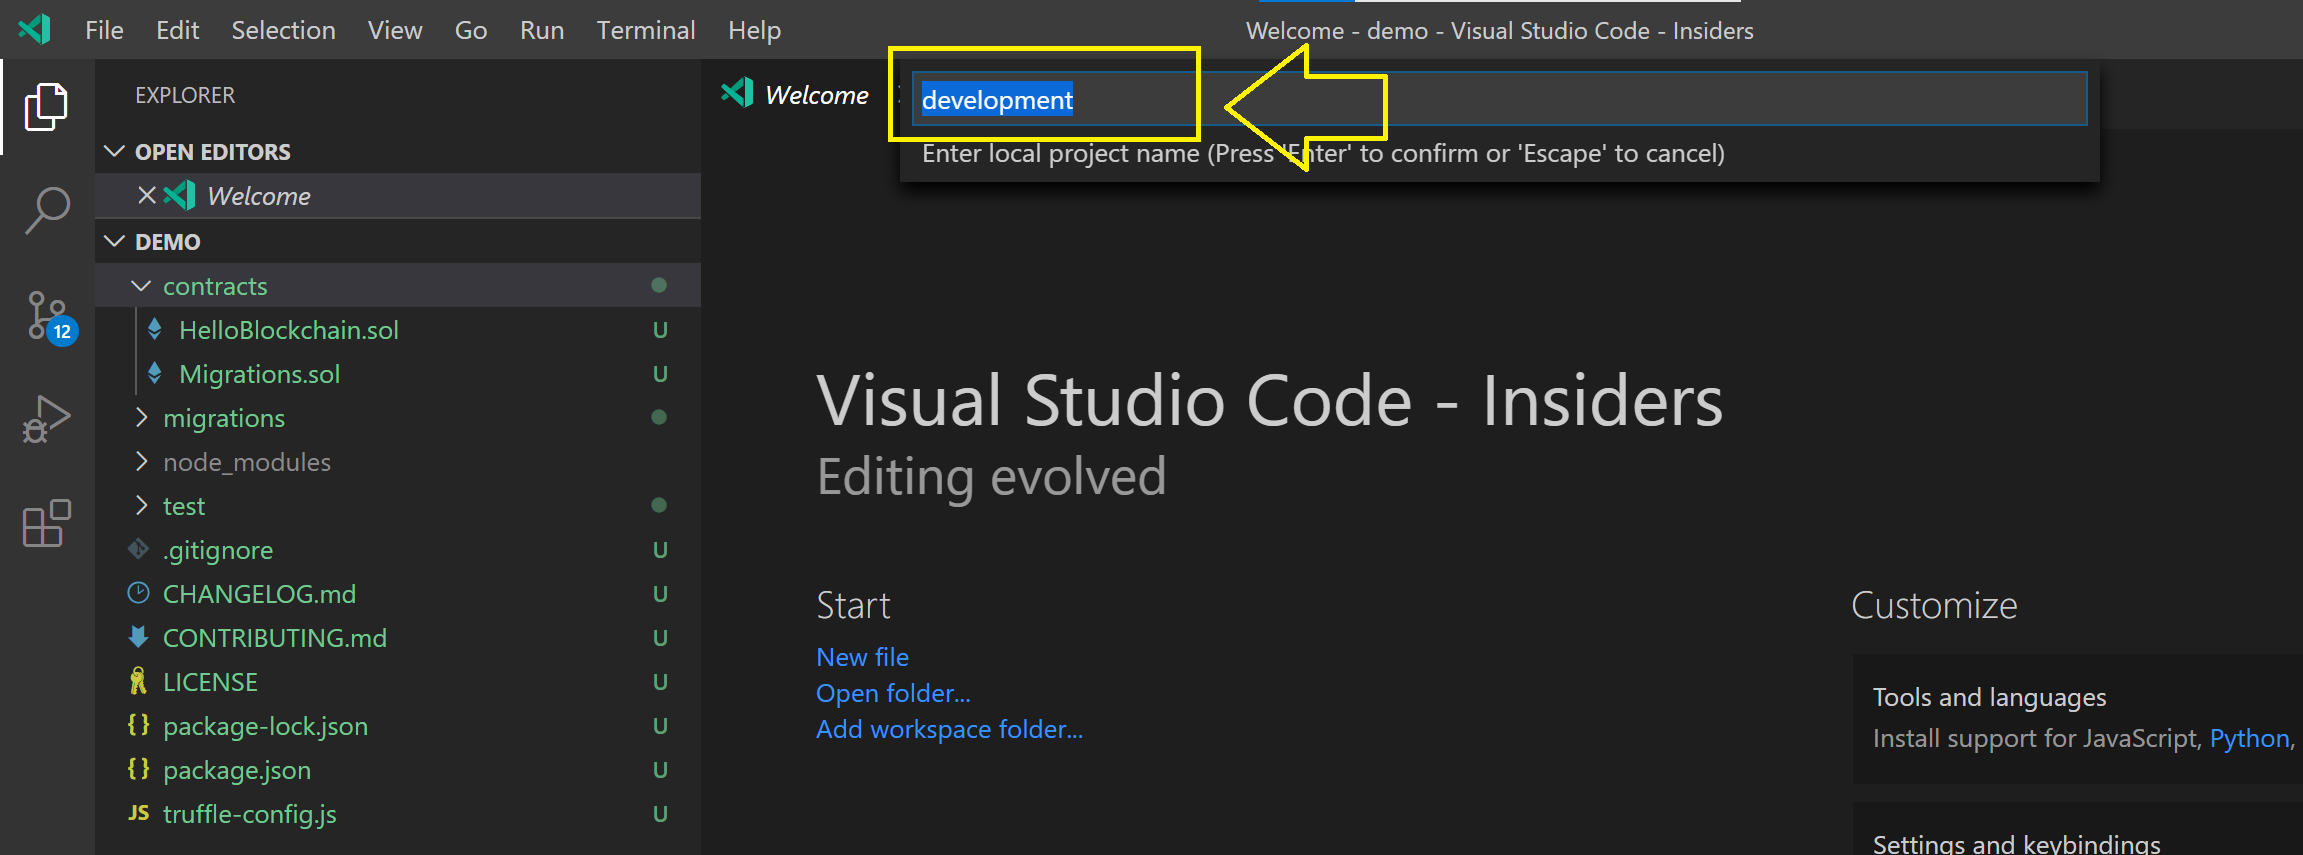 File Edit Selection View Go Run Terminal Help
Welcome - demo - Visual Studio Code - Insiders
EXPLORER
OPEN EDITORS
Welcome
DEMO
contracts
HelloBlockchain.sol U
Migrations.sol U
migrations
node_modules
test
.gitignore U
CHANGELOG.md U
CONTRIBUTING.md U
LICENSE U
package-lock.json U
package.json U
JS truffle-config.js U
12
Welcome
development
Enter local project name (Press 'Enter' to confirm or 'Escape' to cancel)
Visual Studio Code - Insiders
Editing evolved
Start
New file
Open folder...
Add workspace folder...
Customize
Tools and languages
Install support for JavaScript, Python,
Settings and keybindings